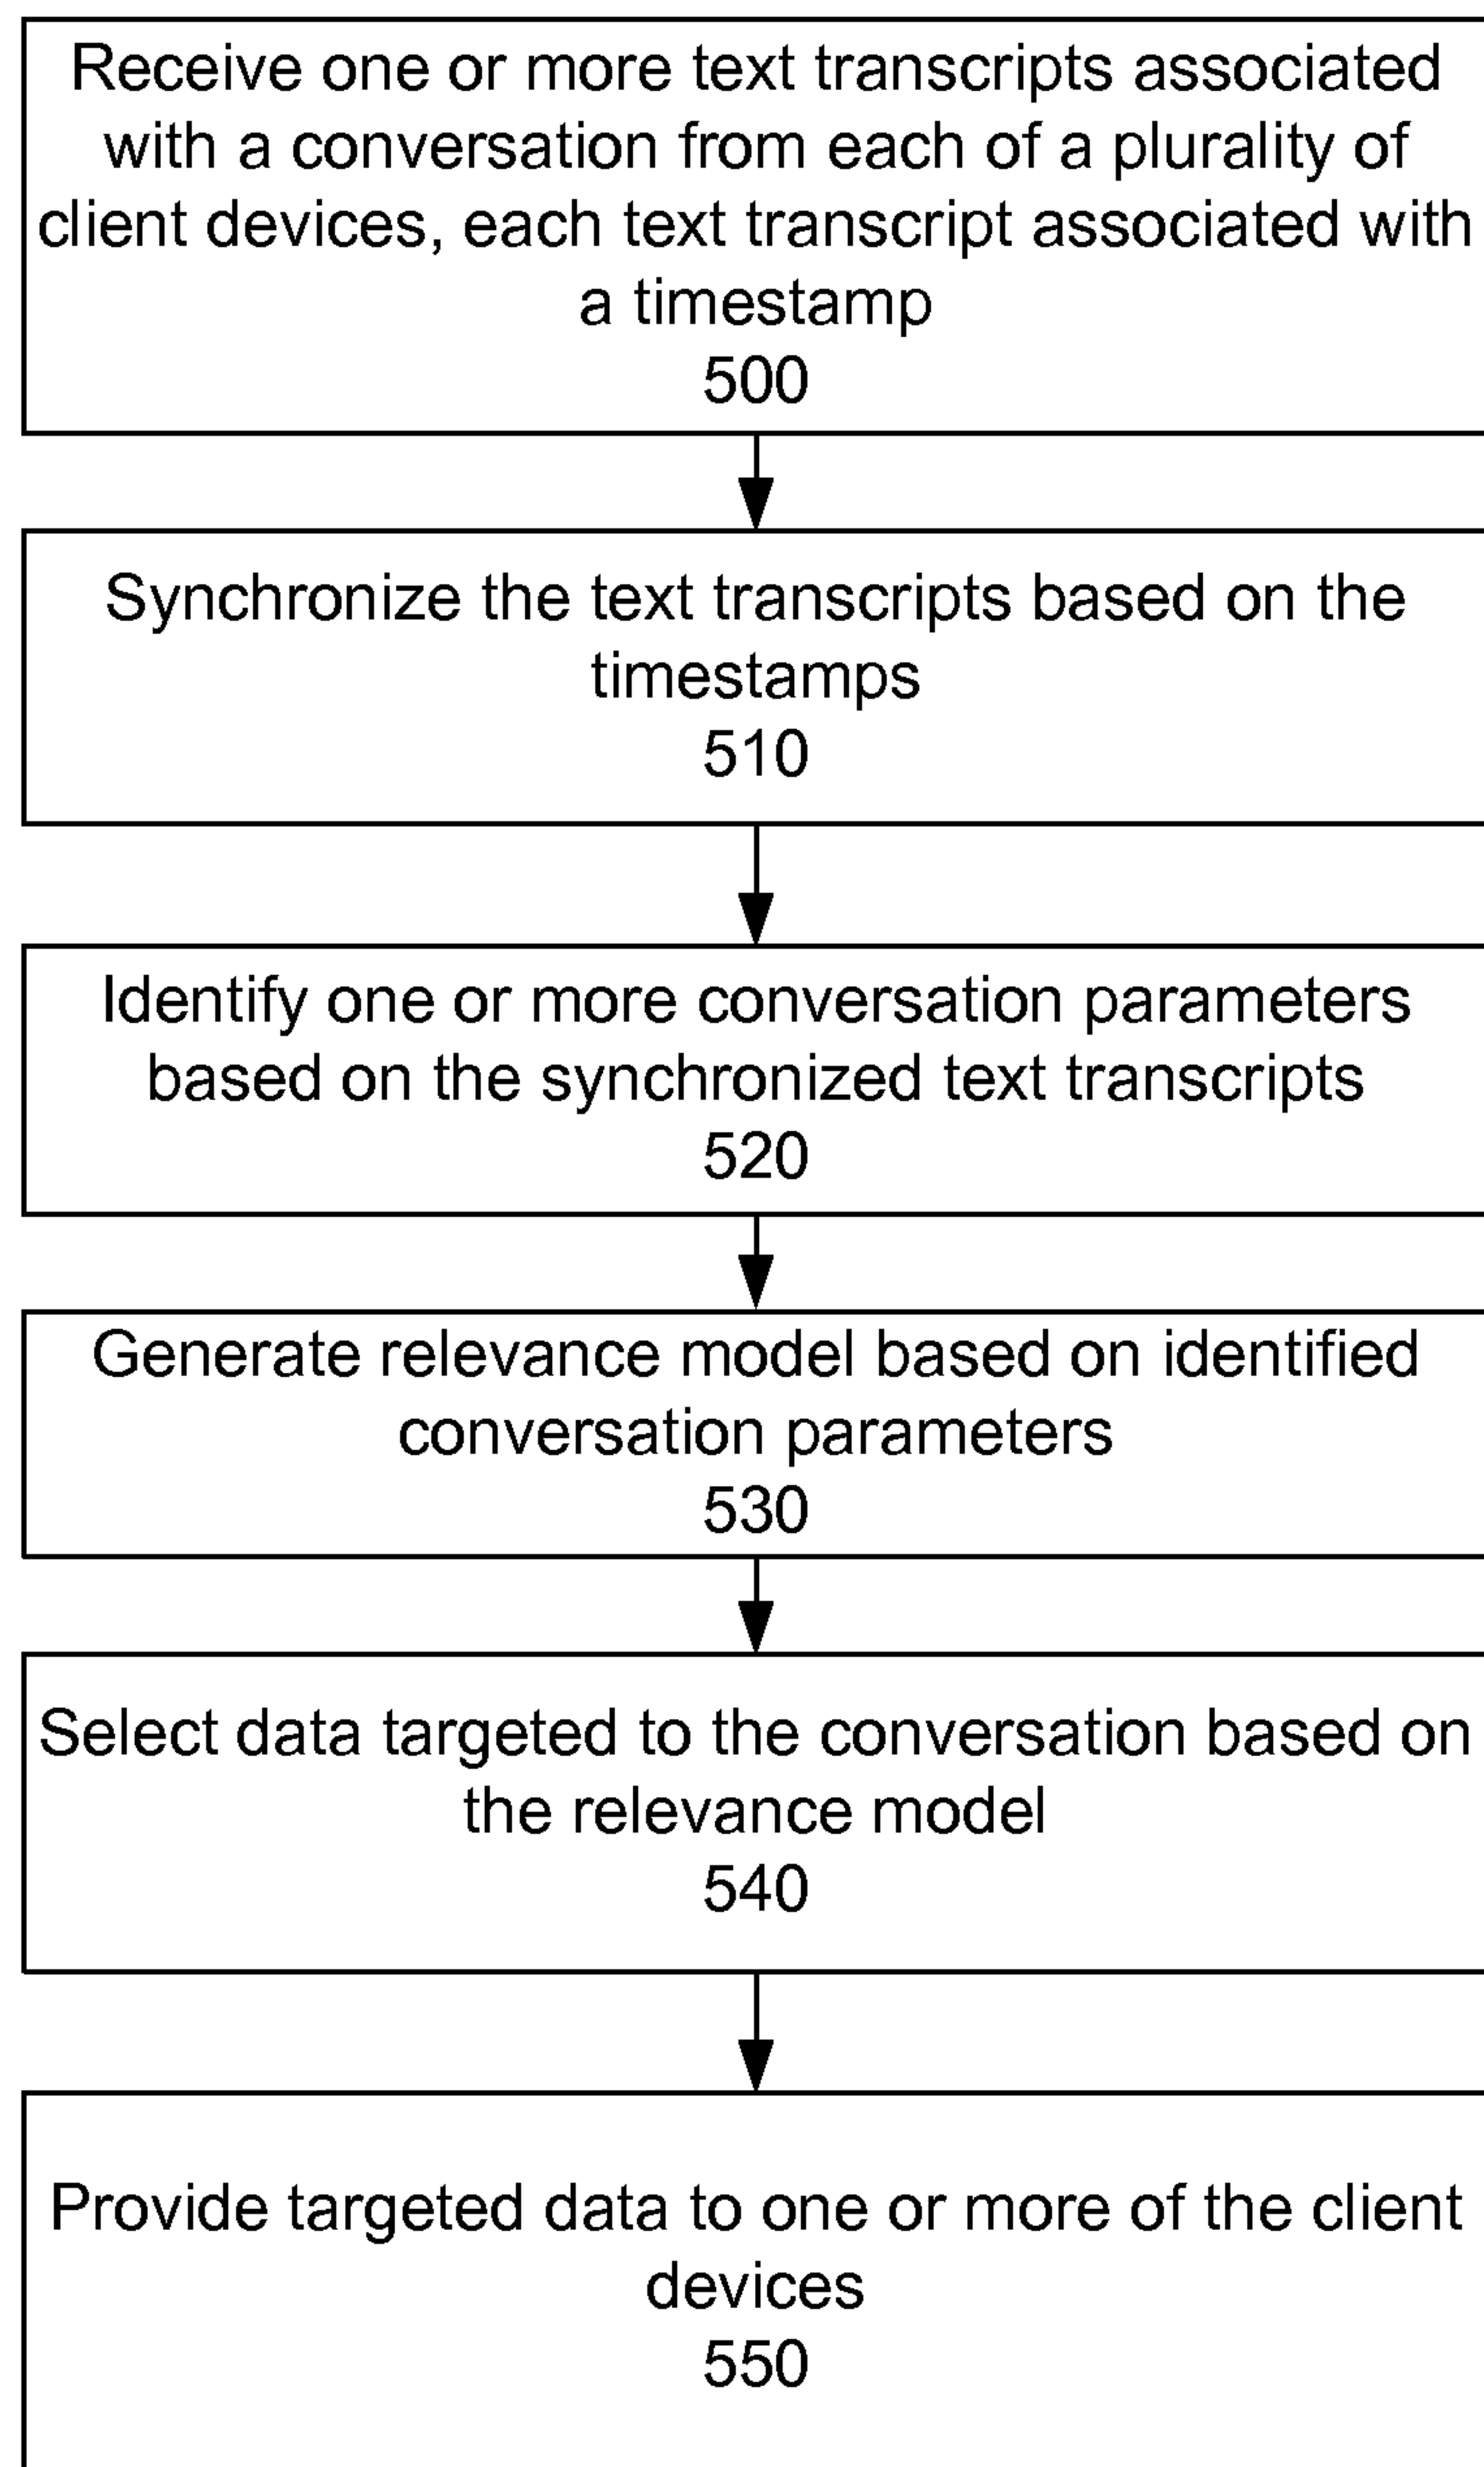 Receive one or more text transcripts associated
with a conversation from each of a plurality of
client devices, each text transcript associated with
a timestamp
500
Synchronize the text transcripts based on the
timestamps
510
Identify one or more conversation parameters
based on the synchronized text transcripts
520
Generate relevance model based on identified
conversation parameters
530
Select data targeted to the conversation based on
the relevance model
540
Provide targeted data to one or more of the client
devices
550